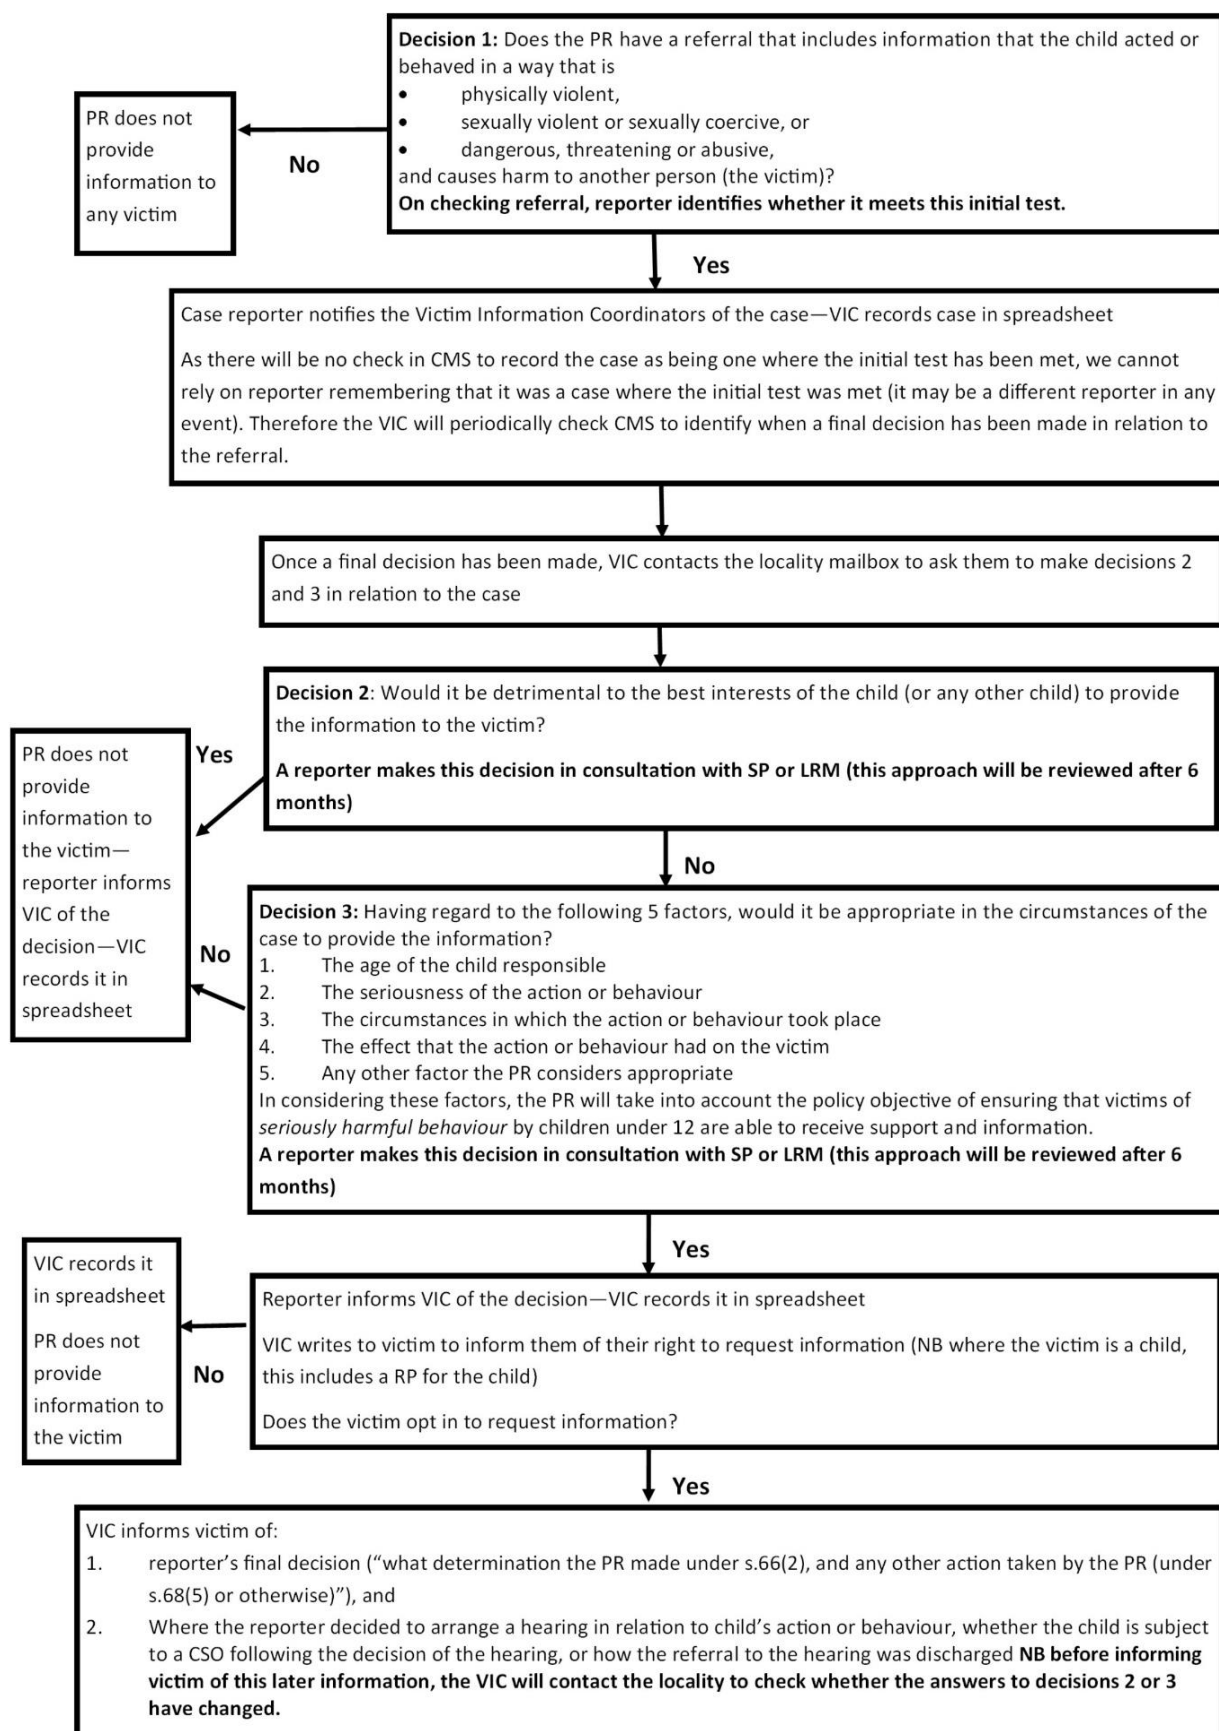 Decision 1: Does the PR have a referral that includes information that the child acted or
behaved in a way that is
• physically violent,
• sexually violent or sexually coercive, or
• dangerous, threatening or abusive,
and causes harm to another person (the victim)?
On checking referral, reporter identifies whether it meets this initial test.
No
PR does not
provide
information to
any victim
Yes
Case reporter notifies the Victim Information Coordinators of the case—VIC records case in spreadsheet
As there will be no check in CMS to record the case as being one where the initial test has been met, we cannot
rely on reporter remembering that it was a case where the initial test was met (it may be a different reporter in any
event). Therefore the VIC will periodically check CMS to identify when a final decision has been made in relation to
the referral.
Once a final decision has been made, VIC contacts the locality mailbox to ask them to make decisions 2
and 3 in relation to the case
Decision 2: Would it be detrimental to the best interests of the child (or any other child) to provide
the information to the victim?
A reporter makes this decision in consultation with SP or LRM (this approach will be reviewed after 6
months)
Yes
PR does not
provide
information to
the victim—
reporter informs
VIC of the
decision—VIC
records it in
spreadsheet
No
No
Decision 3: Having regard to the following 5 factors, would it be appropriate in the circumstances of the
case to provide the information?
1. The age of the child responsible
2. The seriousness of the action or behaviour
3. The circumstances in which the action or behaviour took place
4. The effect that the action or behaviour had on the victim
5. Any other factor the PR considers appropriate
In considering these factors, the PR will take into account the policy objective of ensuring that victims of
seriously harmful behaviour by children under 12 are able to receive support and information.
A reporter makes this decision in consultation with SP or LRM (this approach will be reviewed after 6
months)
Yes
Reporter informs VIC of the decision—VIC records it in spreadsheet
VIC writes to victim to inform them of their right to request information (NB where the victim is a child,
this includes a RP for the child)
Does the victim opt in to request information?
No
VIC records it
in spreadsheet
PR does not
provide
information to
the victim
Yes
VIC informs victim of:
1. reporter’s final decision (“what determination the PR made under s.66(2), and any other action taken by the PR (under
s.68(5) or otherwise)”), and
2. Where the reporter decided to arrange a hearing in relation to child’s action or behaviour, whether the child is subject
to a CSO following the decision of the hearing, or how the referral to the hearing was discharged NB before informing
victim of this later information, the VIC will contact the locality to check whether the answers to decisions 2 or 3
have changed.